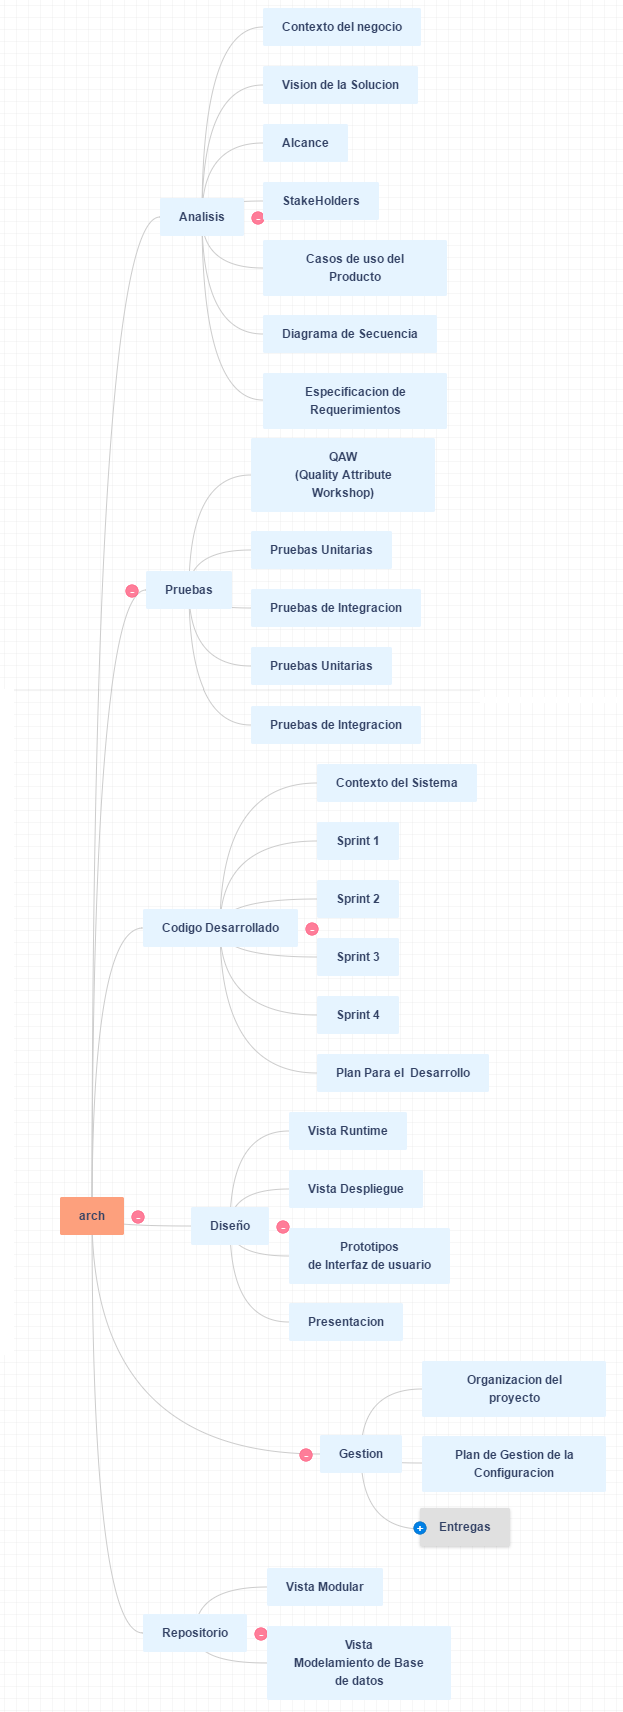 Contexto del negocio
Vision de la Solucion
Alcance
StakeHolders
Analisis
Casos de uso del
Producto
Diagrama de Secuencia
Especificacion de
Requerimientos
QAW
(Quality Attribute
Workshop)
Pruebas Unitarias
Pruebas
Pruebas de Integracion
Pruebas Unitarias
Pruebas de Integracion
Contexto del Sistema
Sprint 1
Sprint 2
Codigo Desarrollado
Sprint 3
Sprint 4
Plan Para el  Desarrollo
Vista Runtime
Vista Despliegue
arch
Diseño
Prototipos
de Interfaz de usuario
Presentacion
Organizacion del
proyecto
Gestion
Plan de Gestion de la
Configuracion
Entregas
Vista Modular
Repositorio
Vista
Modelamiento de Base
de datos